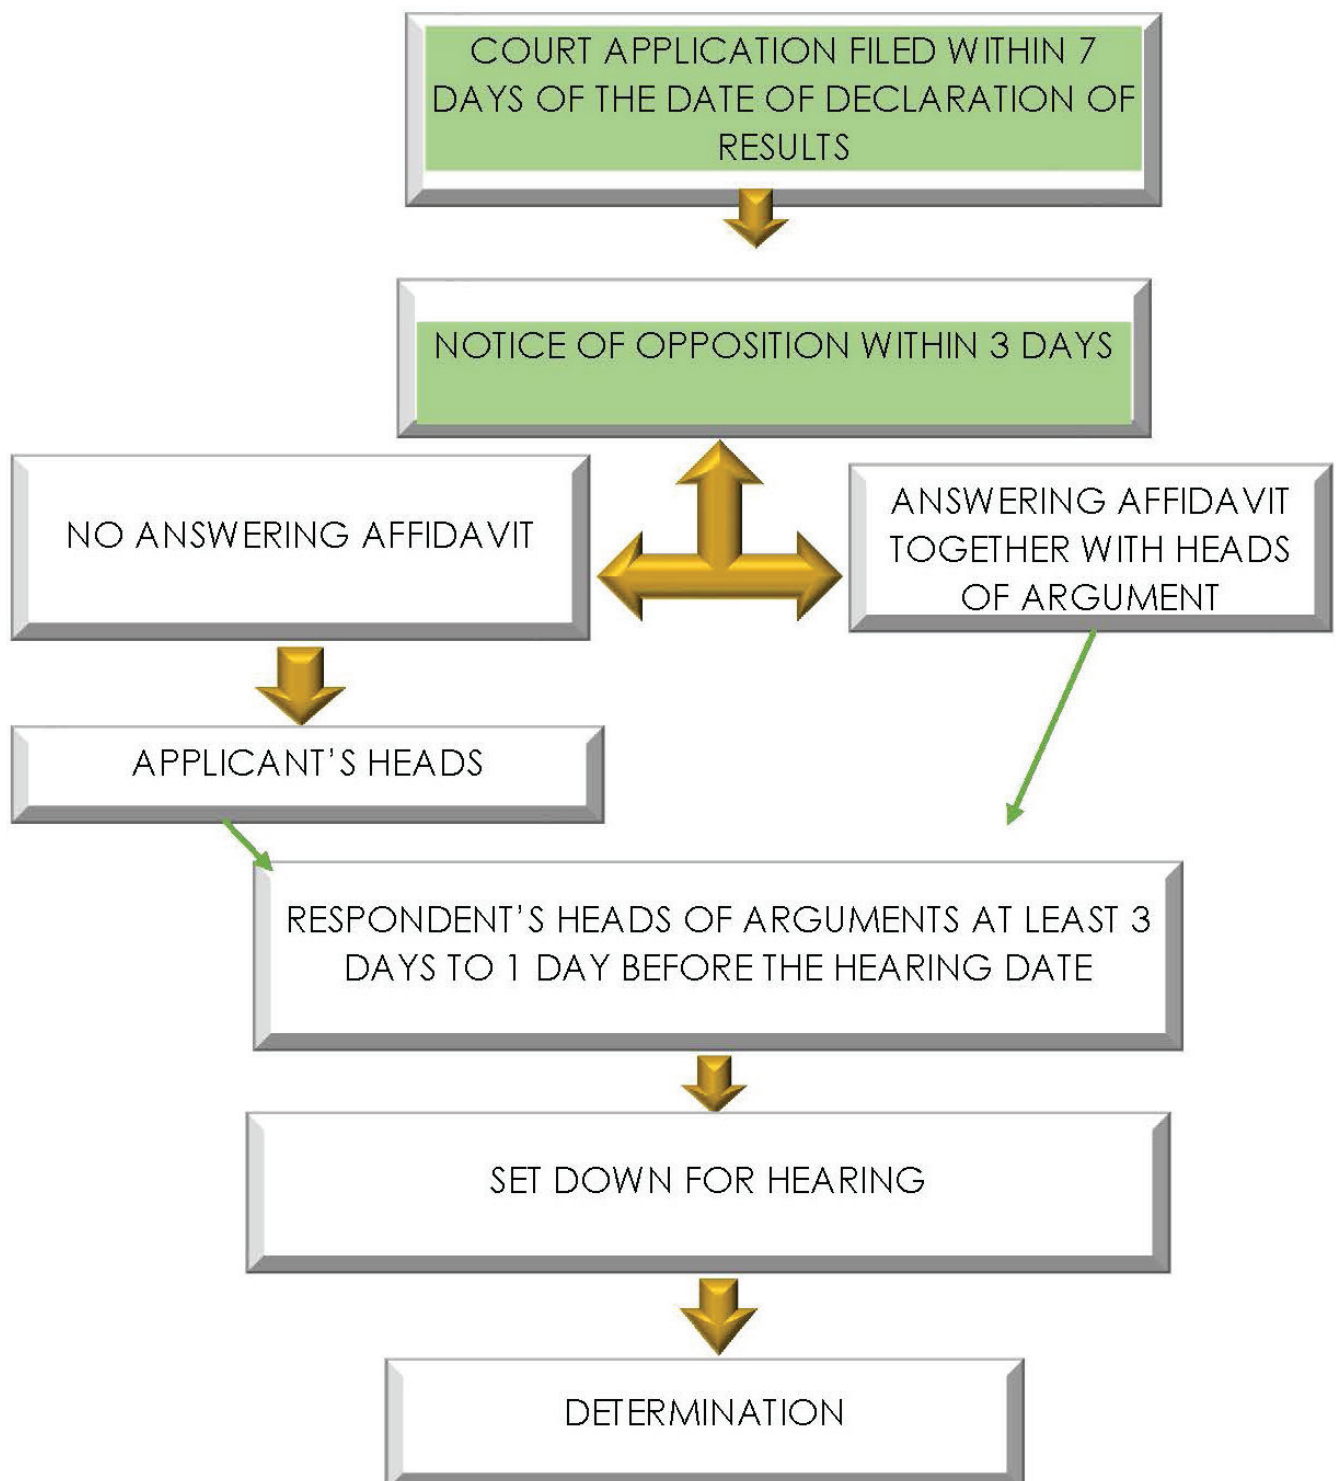 COURT APPLICATION FILED WITHIN 7
DAYS OF THE DATE OF DECLARATION OF
RESULTS
NOTICE OF OPPOSITION WITHIN 3 DAYS
NO ANSWERING AFFIDAVIT
ANSWERING AFFIDAVIT
TOGETHER WITH HEADS
OF ARGUMENT
APPLICANT’S HEADS
RESPONDENT’S HEADS OF ARGUMENTS AT LEAST 3
DAYS TO 1 DAY BEFORE THE HEARING DATE
SET DOWN FOR HEARING
DETERMINATION